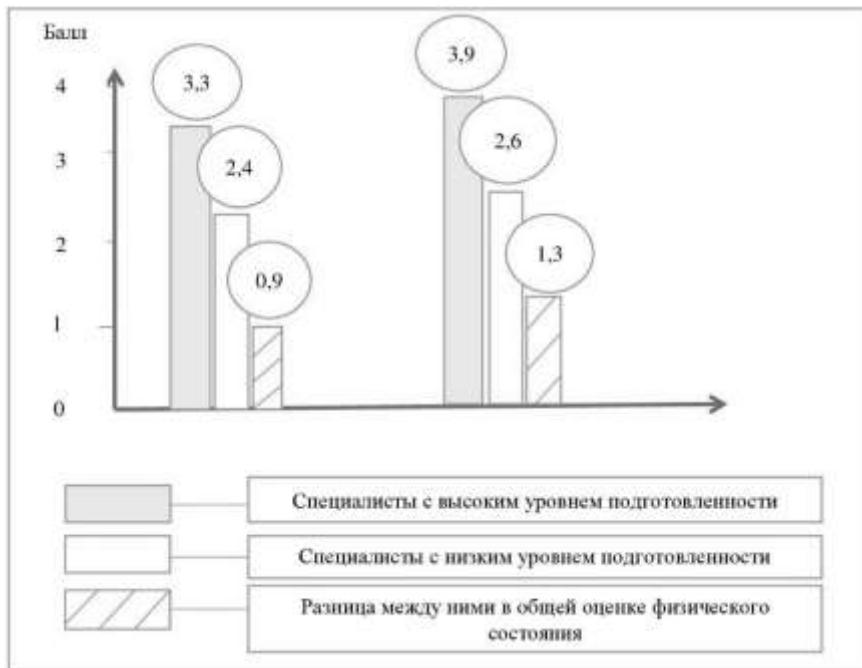 Балл
4
3
2
1
0
3,3
2,4
0,9
3,9
2,6
1,3
Специалисты с высоким уровнем подготовленности
Специалисты с низким уровнем подготовленности
Разница между ними в общей оценке физического
состояния